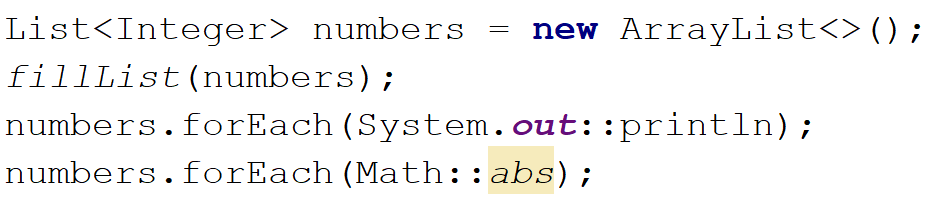 List<Integer> numbers = new ArrayList<>();
fillList(numbers);
numbers.forEach(System.out::println);
numbers.forEach(Math::abs);